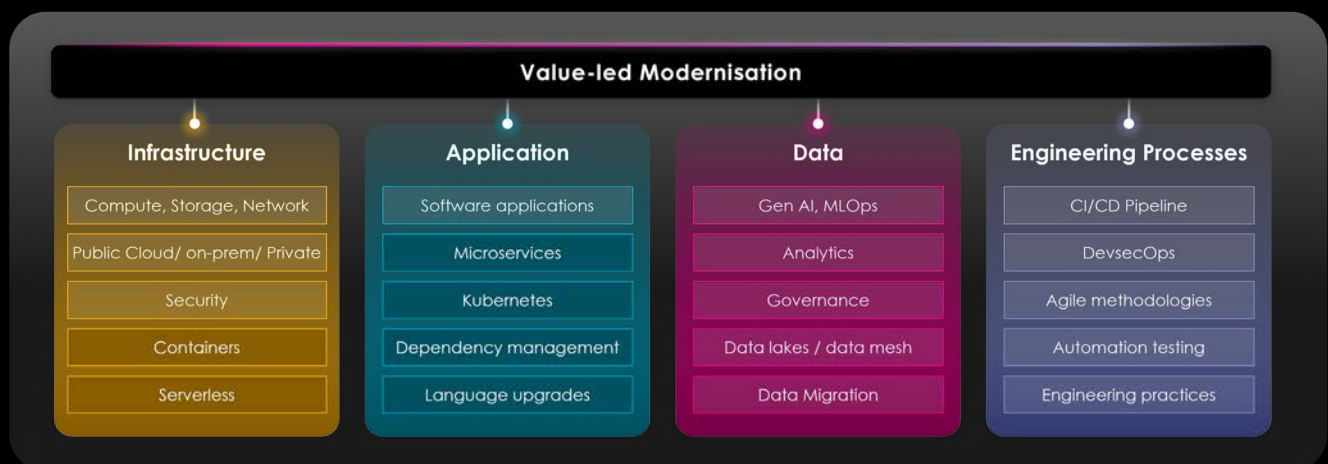 Value-led Modernisation
Infrastructure
Compute, Storage, Network
Public Cloud/ on-prem/ Private
Security
Containers
Serverless
Application
Software applications
Microservices
Kubernetes
Dependency management
Language upgrades
Data
Gen AI, MLOps
Analytics
Governance
Data lakes / data mesh
Data Migration
Engineering Processes
CI/CD Pipeline
DevsecOps
Agile methodologies
Automation testing
Engineering practices